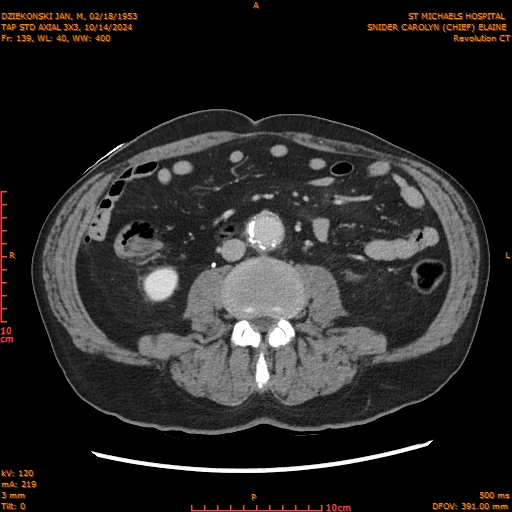 A
DZIEKONSKI JAN, M, 02/18/1953
TAP STD AXIAL 3X3, 10/14/2024
Fr: 139, WL: 40, WW: 400
ST MICHAELS HOSPITAL
SNIDER CAROLYN (CHIEF) ELAINE
Revolution CT
R
L
10
cm
kV: 120
mA: 219
3 mm
Tilt: 0
P
10cm
500 ms
DFOV: 391.00 mm